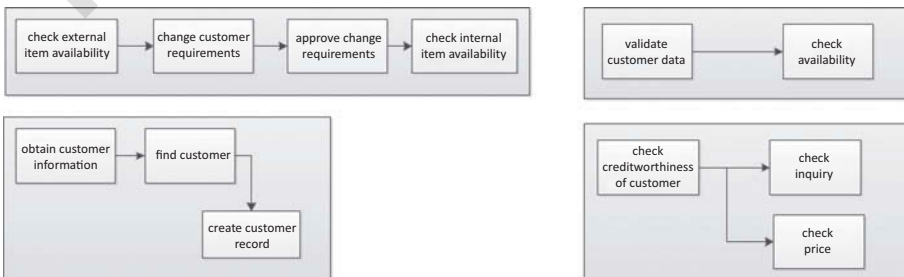 check external
item availability
change customer
requirements
approve change
requirements
check internal
item availability
validate
customer data
check
availability
obtain customer
information
find customer
create customer
record
check
creditworthiness
of customer
check
inquiry
check
price